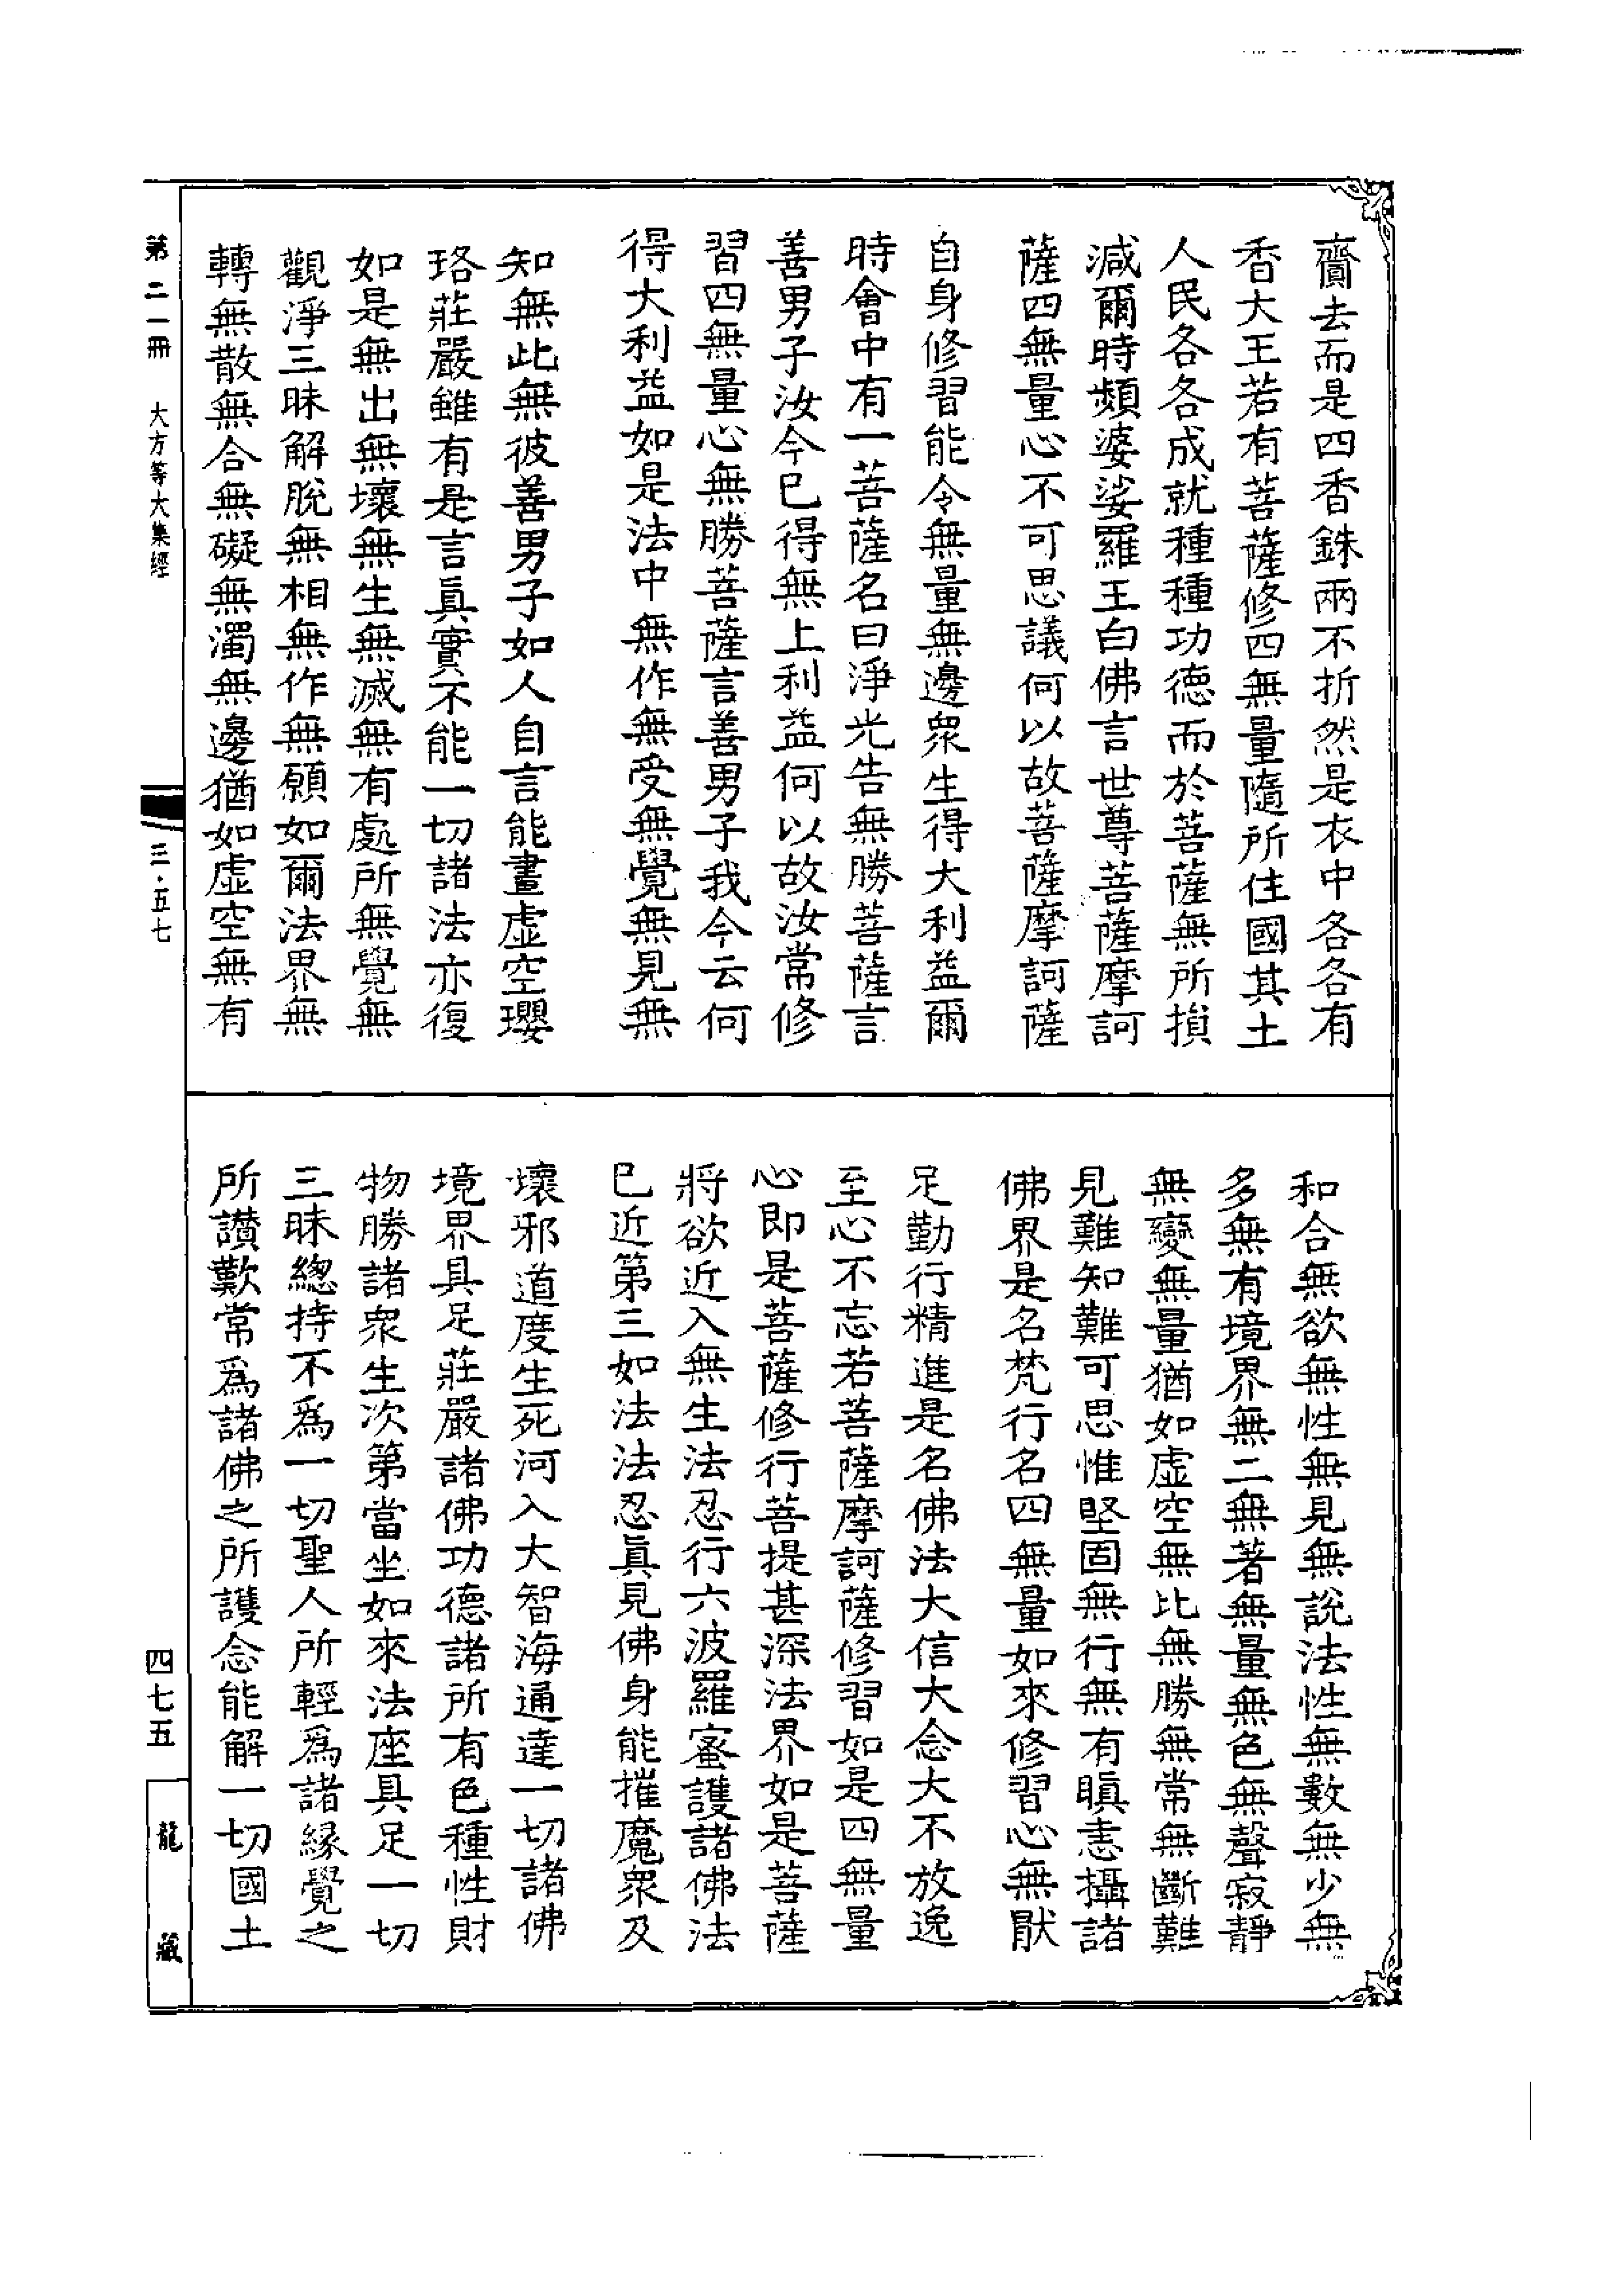 齎去而是四香銖兩不折然是衣中各各有
香大王若有菩薩修四無量隨所住國其土
人民各各成就種種功德而於菩薩無所損
減爾時頻婆娑羅王白佛言世尊菩薩摩訶
薩四無量心不可思議何以故菩薩摩訶薩
自身修習能令無量無邊衆生得大利益爾
時會中有一菩薩名曰淨光告無勝菩薩言
善男子汝今已得無上利益何以故汝常修
習四無量心無勝菩薩言善男子我今云何
得大利益如是法中無作無受無覺無見無
知無此無彼善男子如人自言能畫虛空瓔
珞莊嚴雖有是言眞實不能一切諸法亦復
如是無出無壞無生無滅無有處所無覺無
觀淨三昧解脫無相無作無願如爾法界無
轉無散無合無礙無濁無邊猶如虛空無有
和合無欲無性無見無說法性無數無少無
多無有境界無二無著無量無色無聲寂靜
無變無量猶如虛空無比無勝無常無斷難
見難知難可思惟堅固無行無有瞋恚攝諸
佛界是名梵行名四無量如來修習心無猒
足勤行精進是名佛法大信大念大不放逸
至心不忘若菩薩摩訶薩修習如是四無量
心即是菩薩修行菩提甚深法界如是菩薩
將欲近入無生法忍行六波羅蜜護諸佛法
已近第三如法法忍眞見佛身能摧魔衆及
壞邪道度生死河入大智海通達一切諸佛
境界具足莊嚴諸佛功德諸所有色種性財
物勝諸衆生次第當坐如來法座具足一切
三昧緫持不爲一切聖人所輕爲諸緣覺之
所讃歎常爲諸佛之所護念能解一切國土
第二一冊 大方等大集經 三·五七 四七五 龍藏